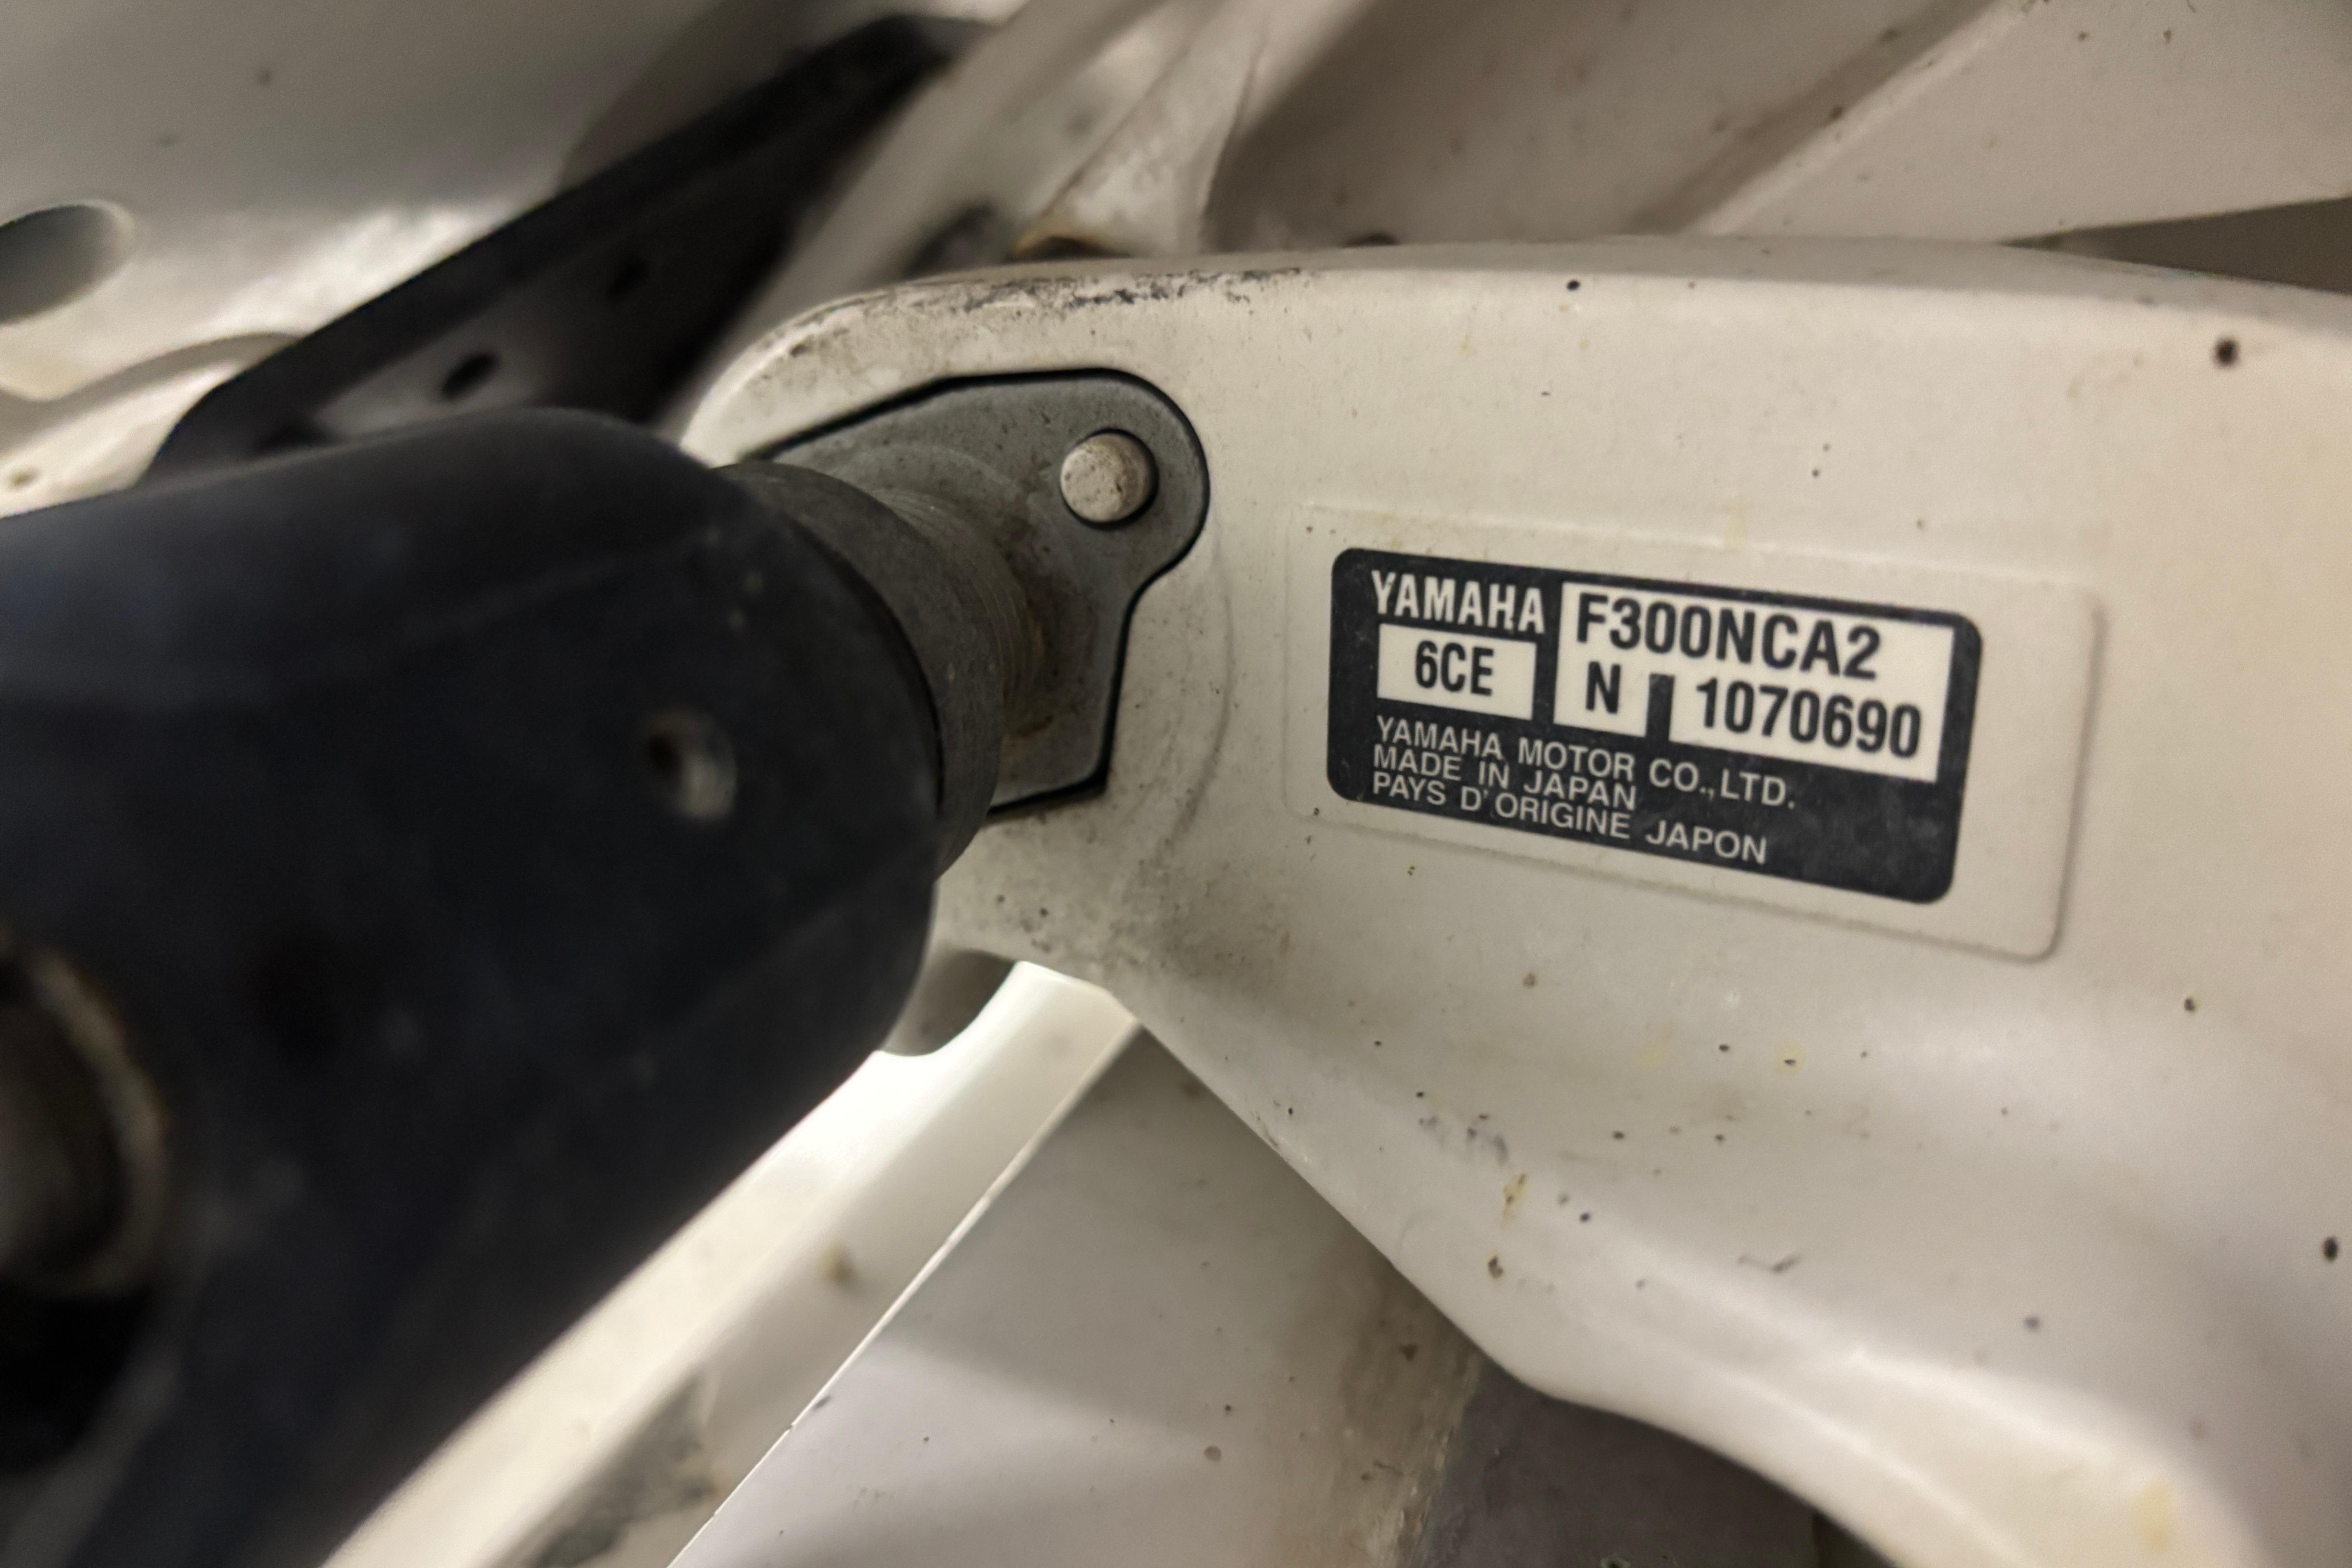 YAMAHA F300NCA2
6CE N 1070690
YAMAHA MOTOR CO.,LTD.
MADE IN JAPAN
PAYS D'ORIGINE JAPON